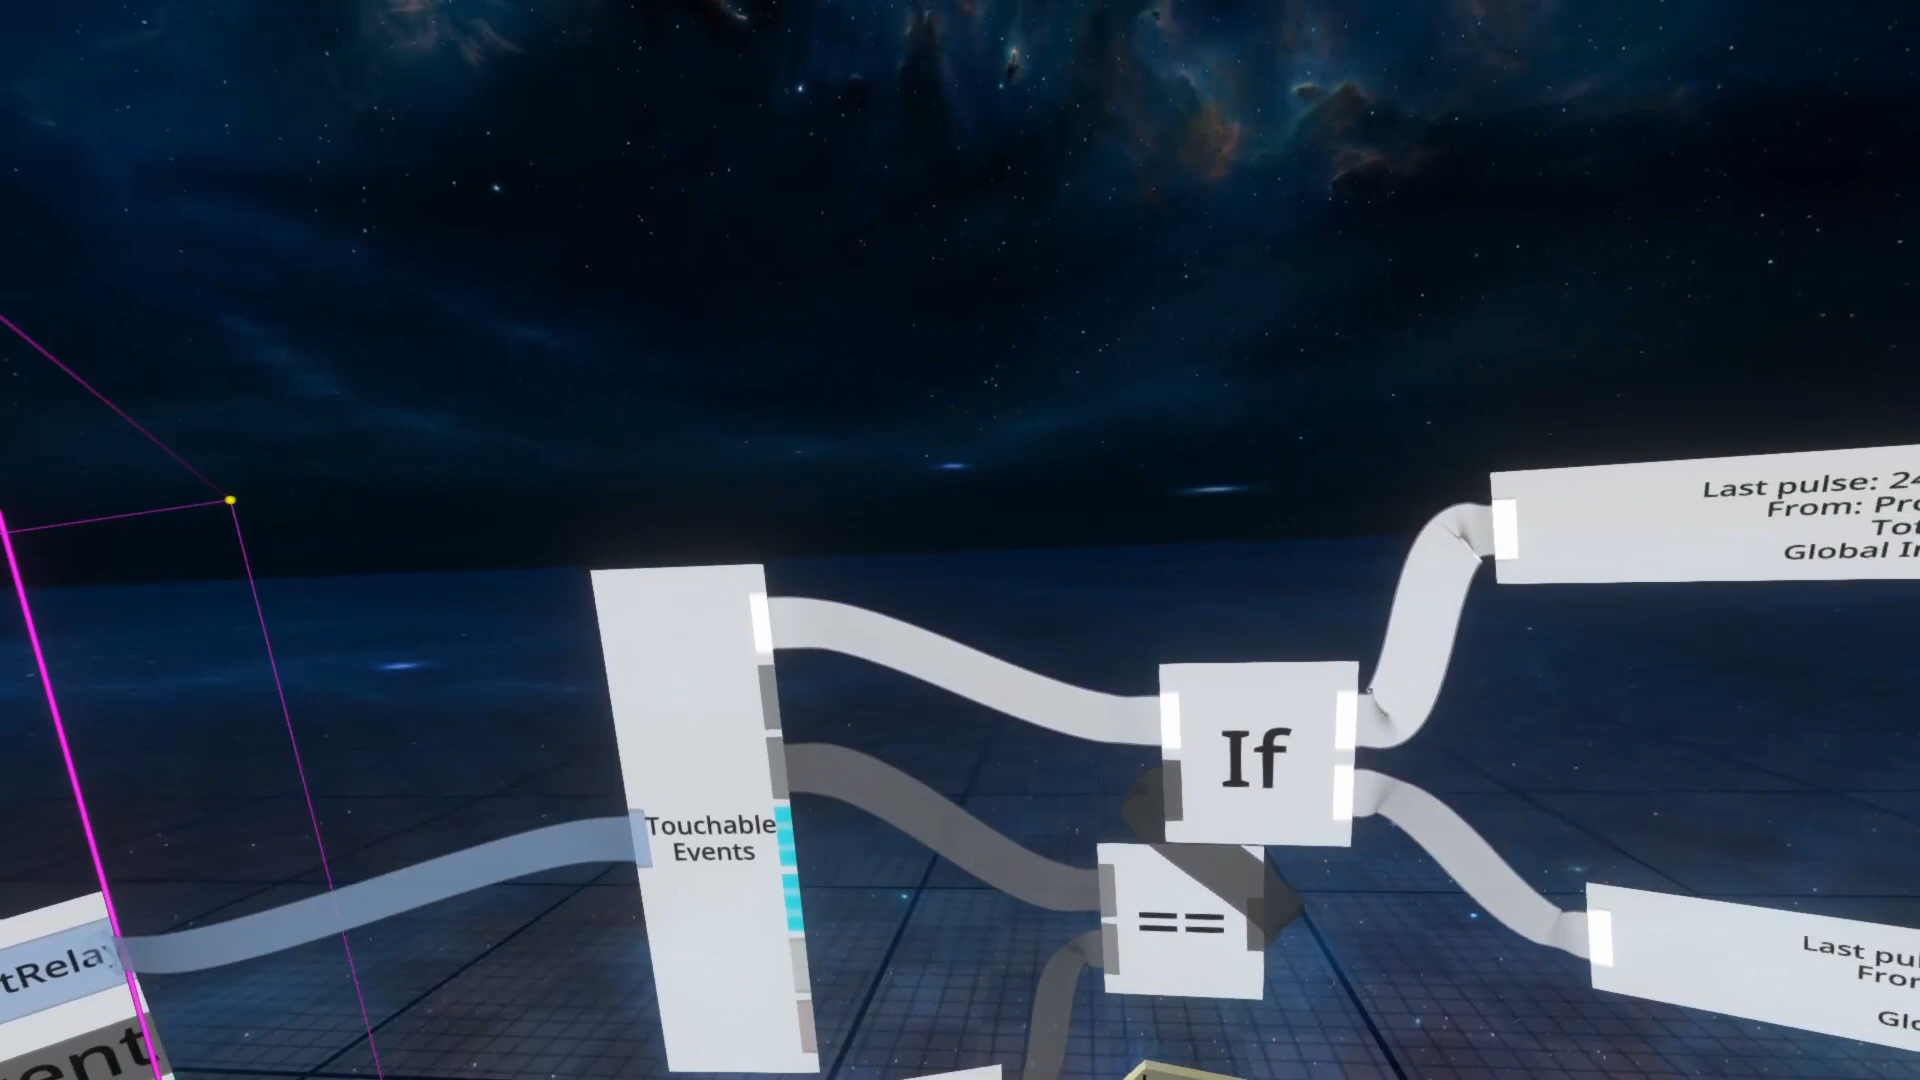 Last pulse: 24
From: Pro
Tot
Global In
If
Touchable
Events
==
tRelay
ent
Last pul
From
Glo